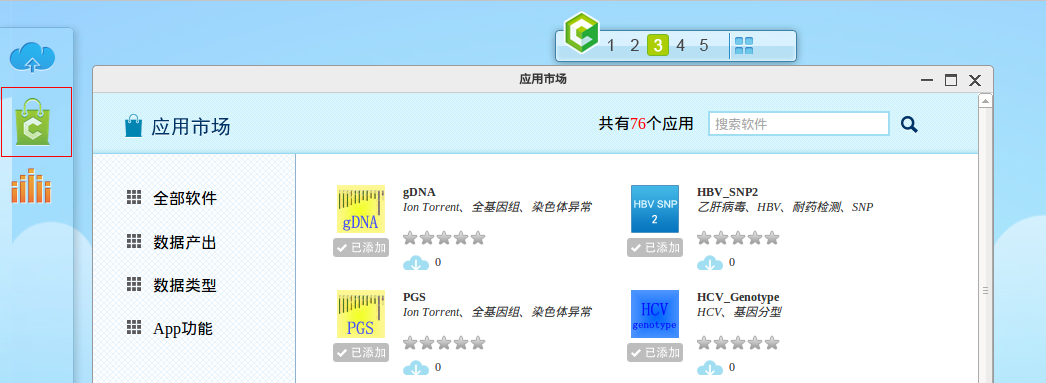 1 2 3 4 5
应用市场
应用市场
共有76个应用
搜索软件
全部软件
数据产出
数据类型
App功能
gDNA
gDNA
Ion Torrent、全基因组、染色体异常
已添加
0
HBV SNP
2
HBV_SNP2
乙肝病毒、HBV、耐药检测、SNP
已添加
0
PGS
PGS
Ion Torrent、全基因组、染色体异常
已添加
0
HCV
genotype
HCV_Genotype
HCV、基因分型
已添加
0